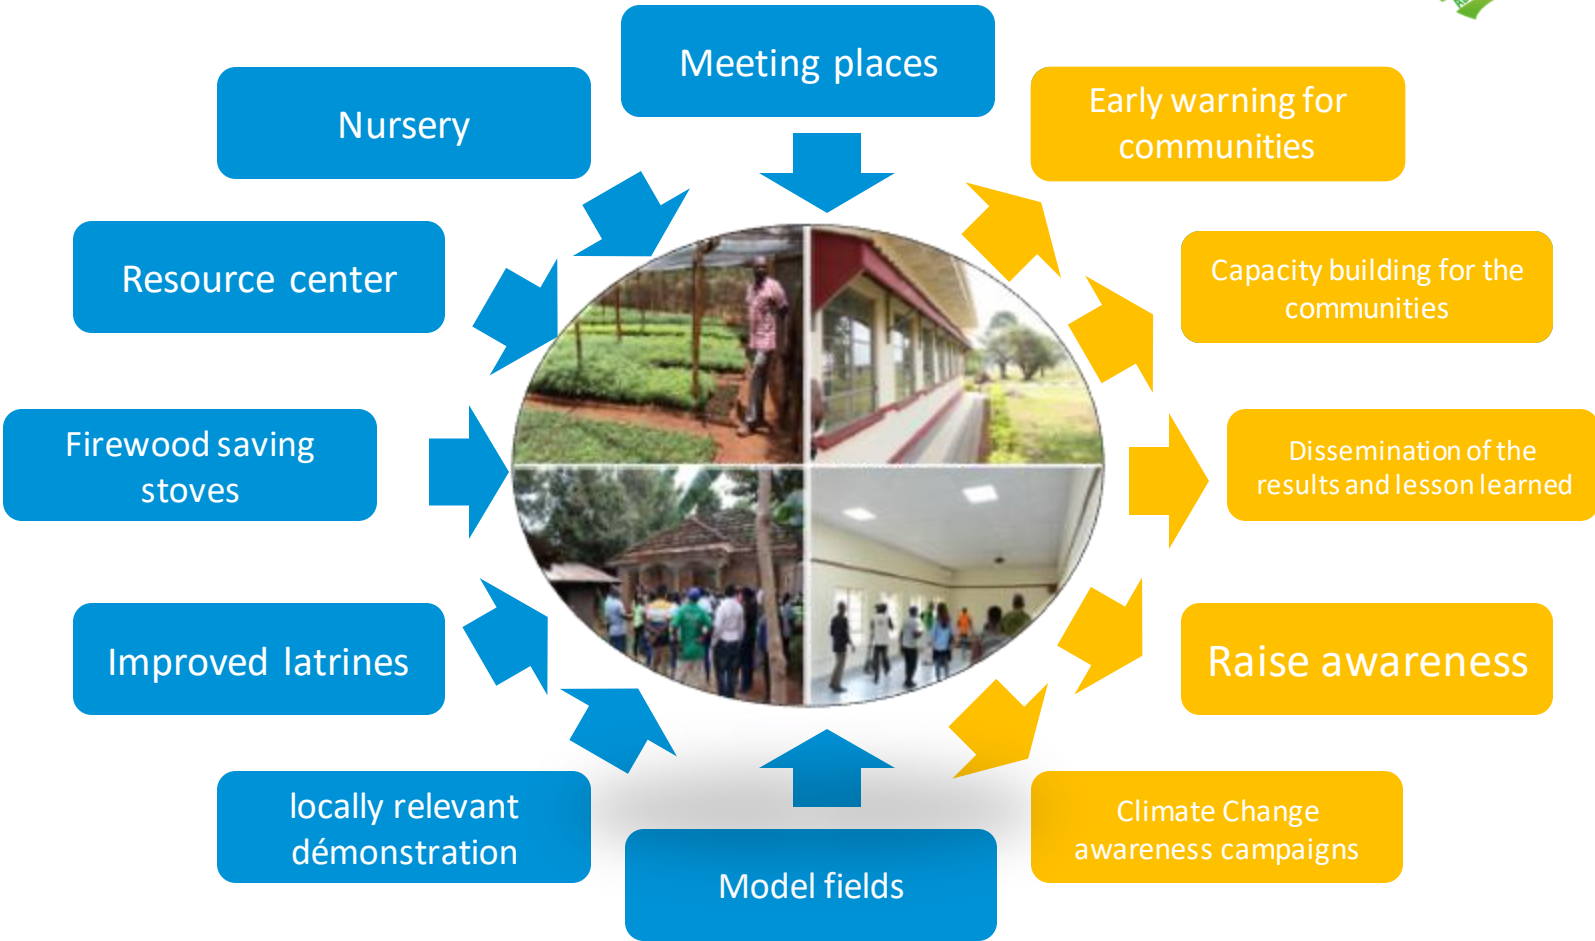 Meeting places
Nursery
Early warning for
communities
Resource center
Capacity building for the
communities
Firewood saving
stoves
Dissemination of the
results and lesson learned
Improved latrines
Raise awareness
locally relevant
démonstration
Climate Change
awareness campaigns
Model fields